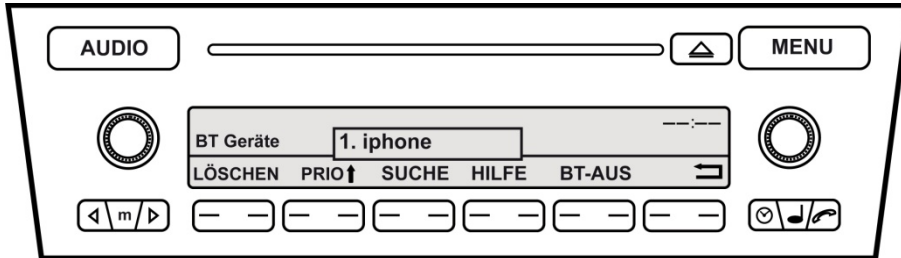 AUDIO
MENU
--:--
BT Geräte
1. iphone
LÖSCHEN PRIO⬆ SUCHE HILFE BT-AUS
m